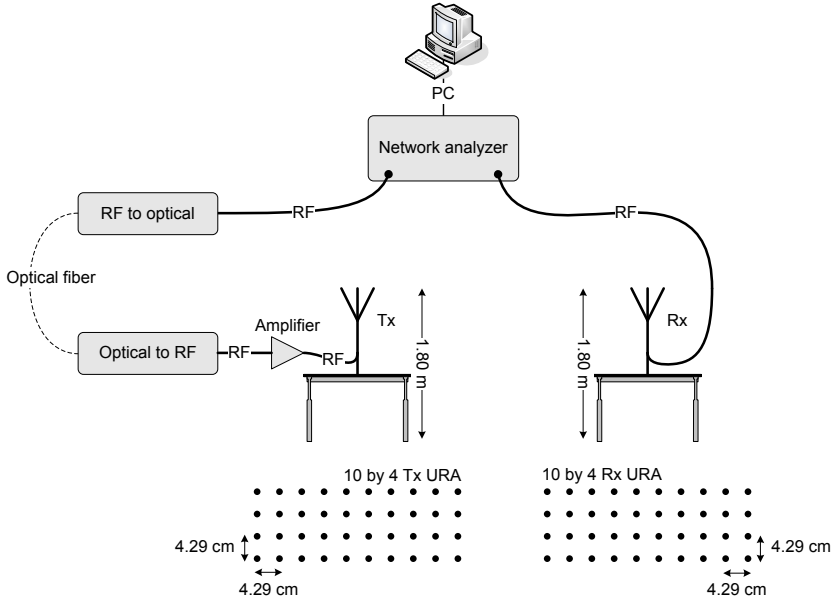 PC
Network analyzer
RF to optical
RF
RF
Optical fiber
Optical to RF
RF
Amplifier
RF
Tx
1.80 m
1.80 m
Rx
10 by 4 Tx URA
10 by 4 Rx URA
4.29 cm
4.29 cm
4.29 cm
4.29 cm